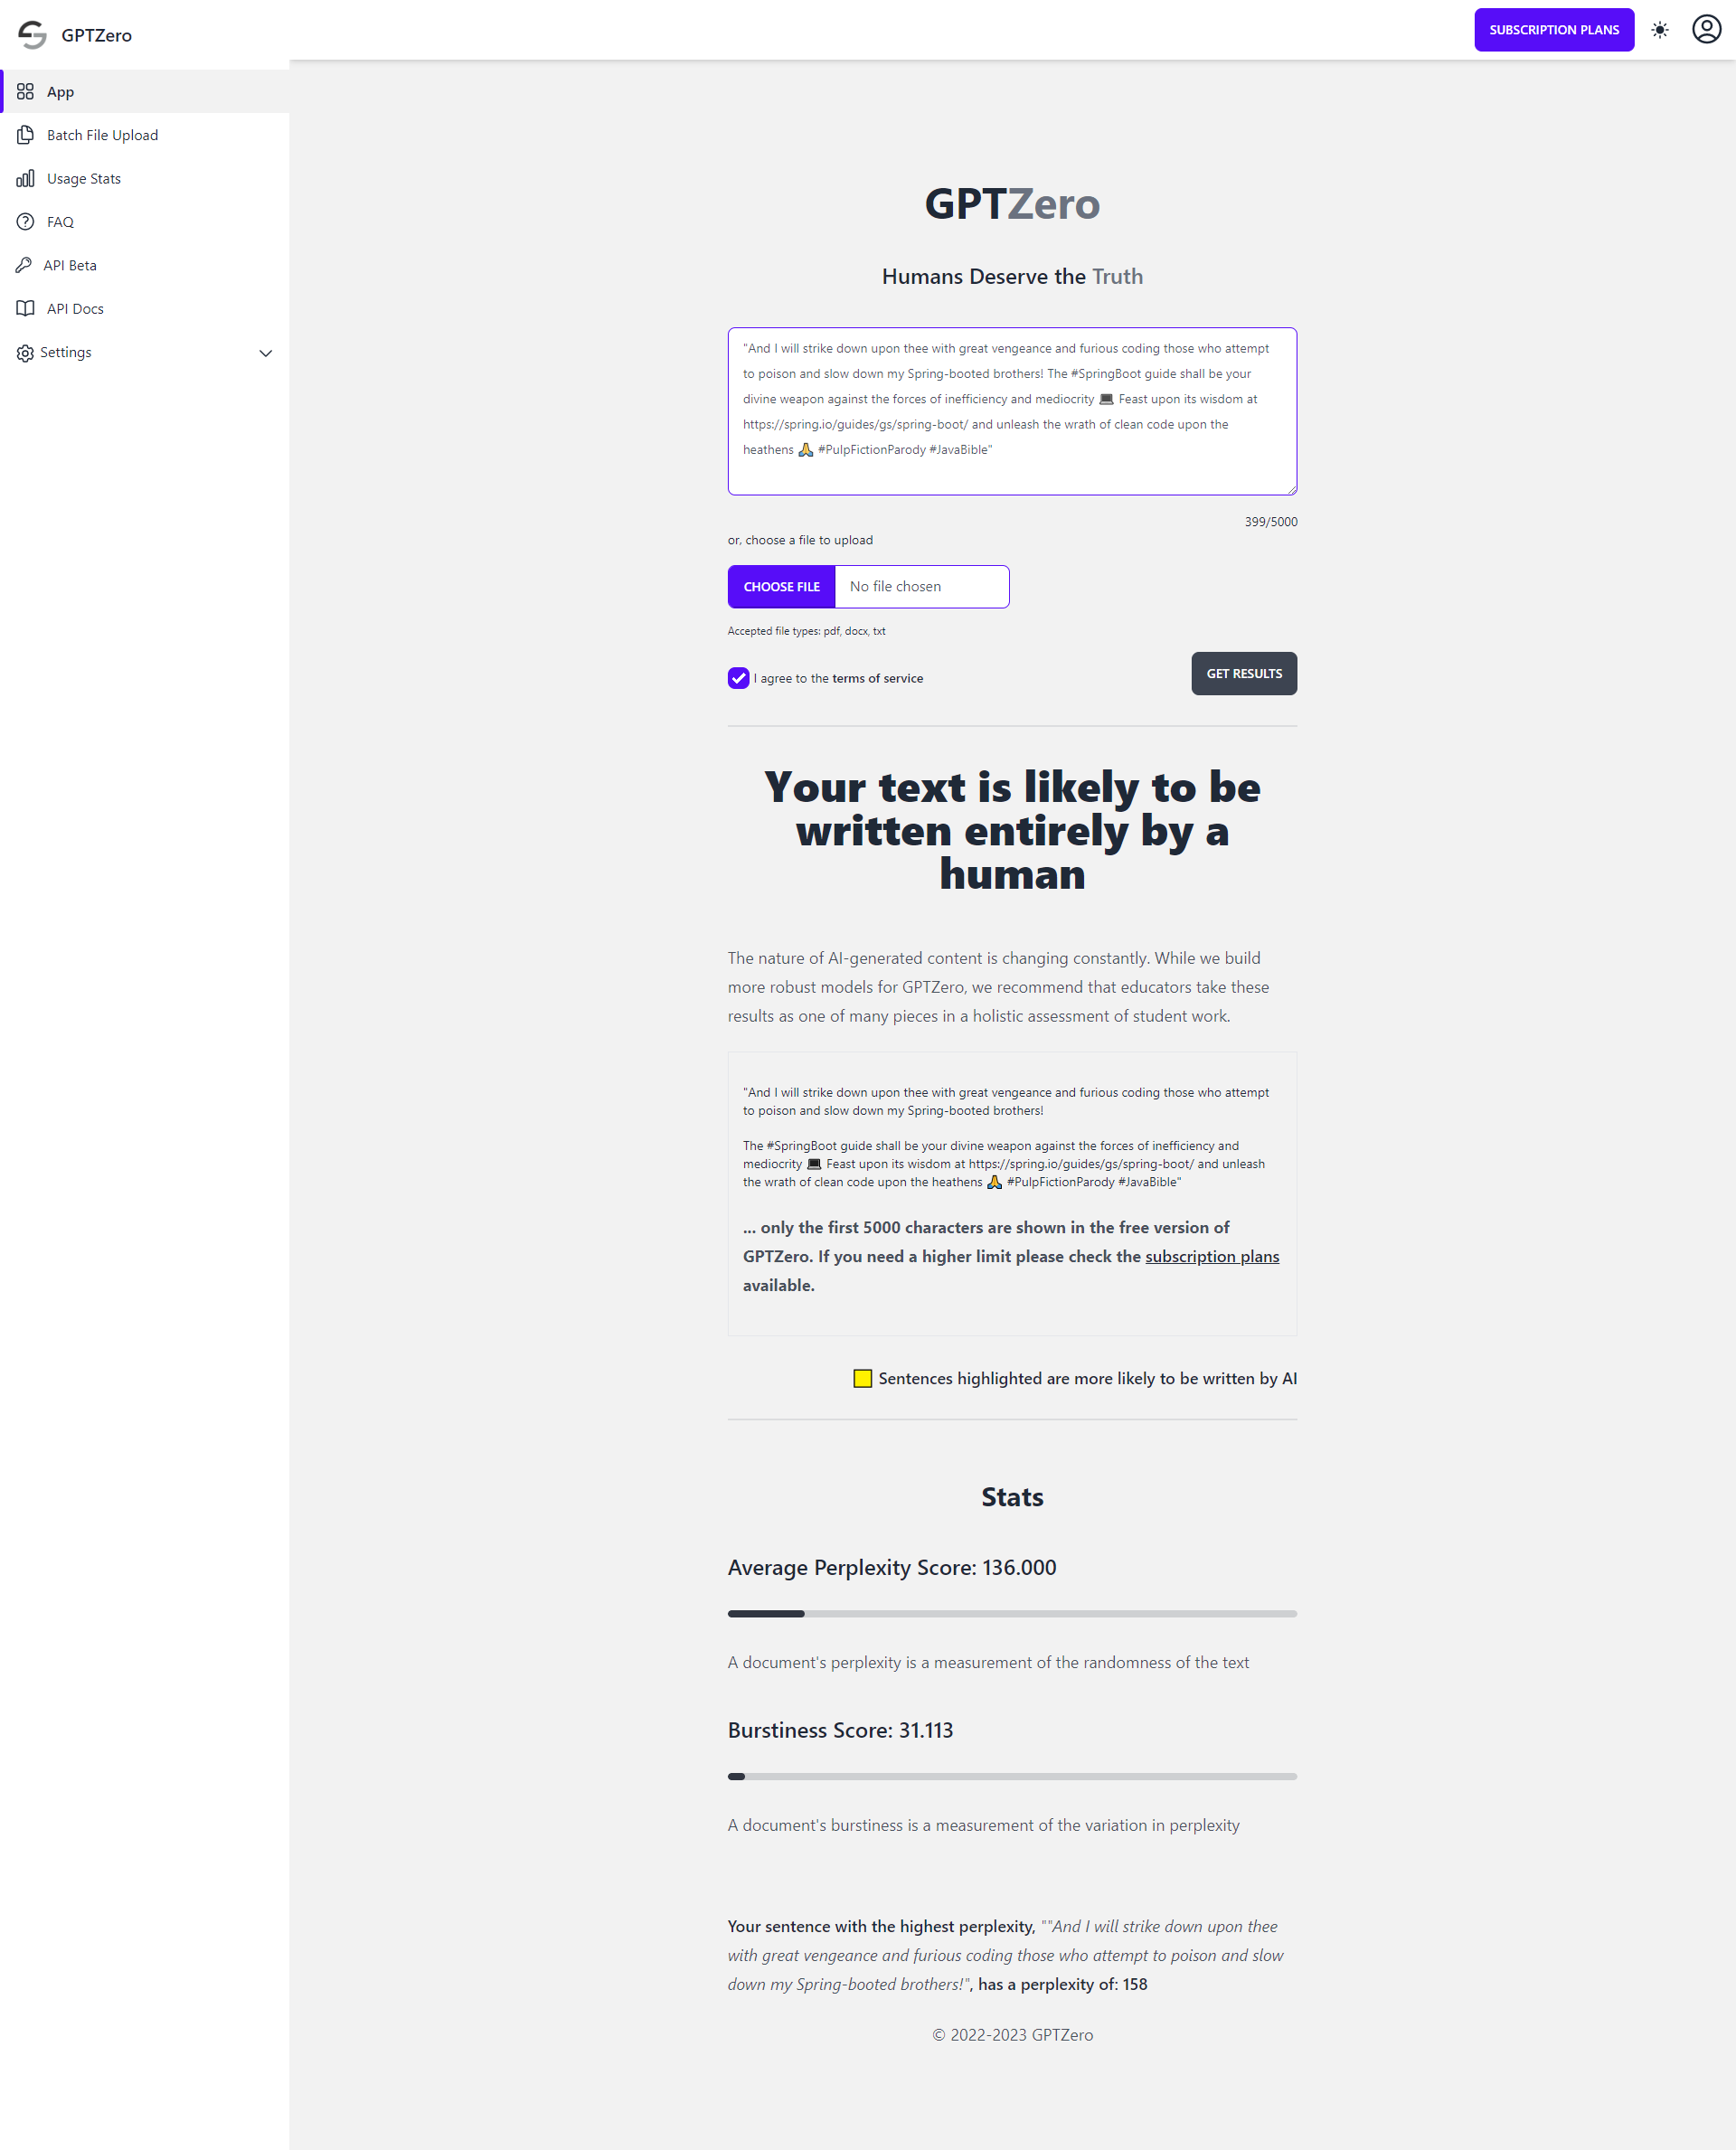 GPTZero
SUBSCRIPTION PLANS
App
Batch File Upload
Usage Stats
FAQ
API Beta
API Docs
Settings
GPTZero
Humans Deserve the Truth
"And I will strike down upon thee with great vengeance and furious coding those who attempt
to poison and slow down my Spring-booted brothers! The #SpringBoot guide shall be your
divine weapon against the forces of inefficiency and mediocrity 💻 Feast upon its wisdom at
https://spring.io/guides/gs/spring-boot/ and unleash the wrath of clean code upon the
heathens 🙏 #PulpFictionParody #JavaBible"
399/5000
or, choose a file to upload
CHOOSE FILE No file chosen
Accepted file types: pdf, docx, txt
I agree to the terms of service
GET RESULTS
Your text is likely to be
written entirely by a
human
The nature of AI-generated content is changing constantly. While we build
more robust models for GPTZero, we recommend that educators take these
results as one of many pieces in a holistic assessment of student work.
"And I will strike down upon thee with great vengeance and furious coding those who attempt
to poison and slow down my Spring-booted brothers!
The #SpringBoot guide shall be your divine weapon against the forces of inefficiency and
mediocrity 💻 Feast upon its wisdom at https://spring.io/guides/gs/spring-boot/ and unleash
the wrath of clean code upon the heathens 🙏 #PulpFictionParody #JavaBible"
... only the first 5000 characters are shown in the free version of
GPTZero. If you need a higher limit please check the subscription plans
available.
Sentences highlighted are more likely to be written by AI
Stats
Average Perplexity Score: 136.000
A document's perplexity is a measurement of the randomness of the text
Burstiness Score: 31.113
A document's burstiness is a measurement of the variation in perplexity
Your sentence with the highest perplexity, ""And I will strike down upon thee
with great vengeance and furious coding those who attempt to poison and slow
down my Spring-booted brothers!", has a perplexity of: 158
© 2022-2023 GPTZero